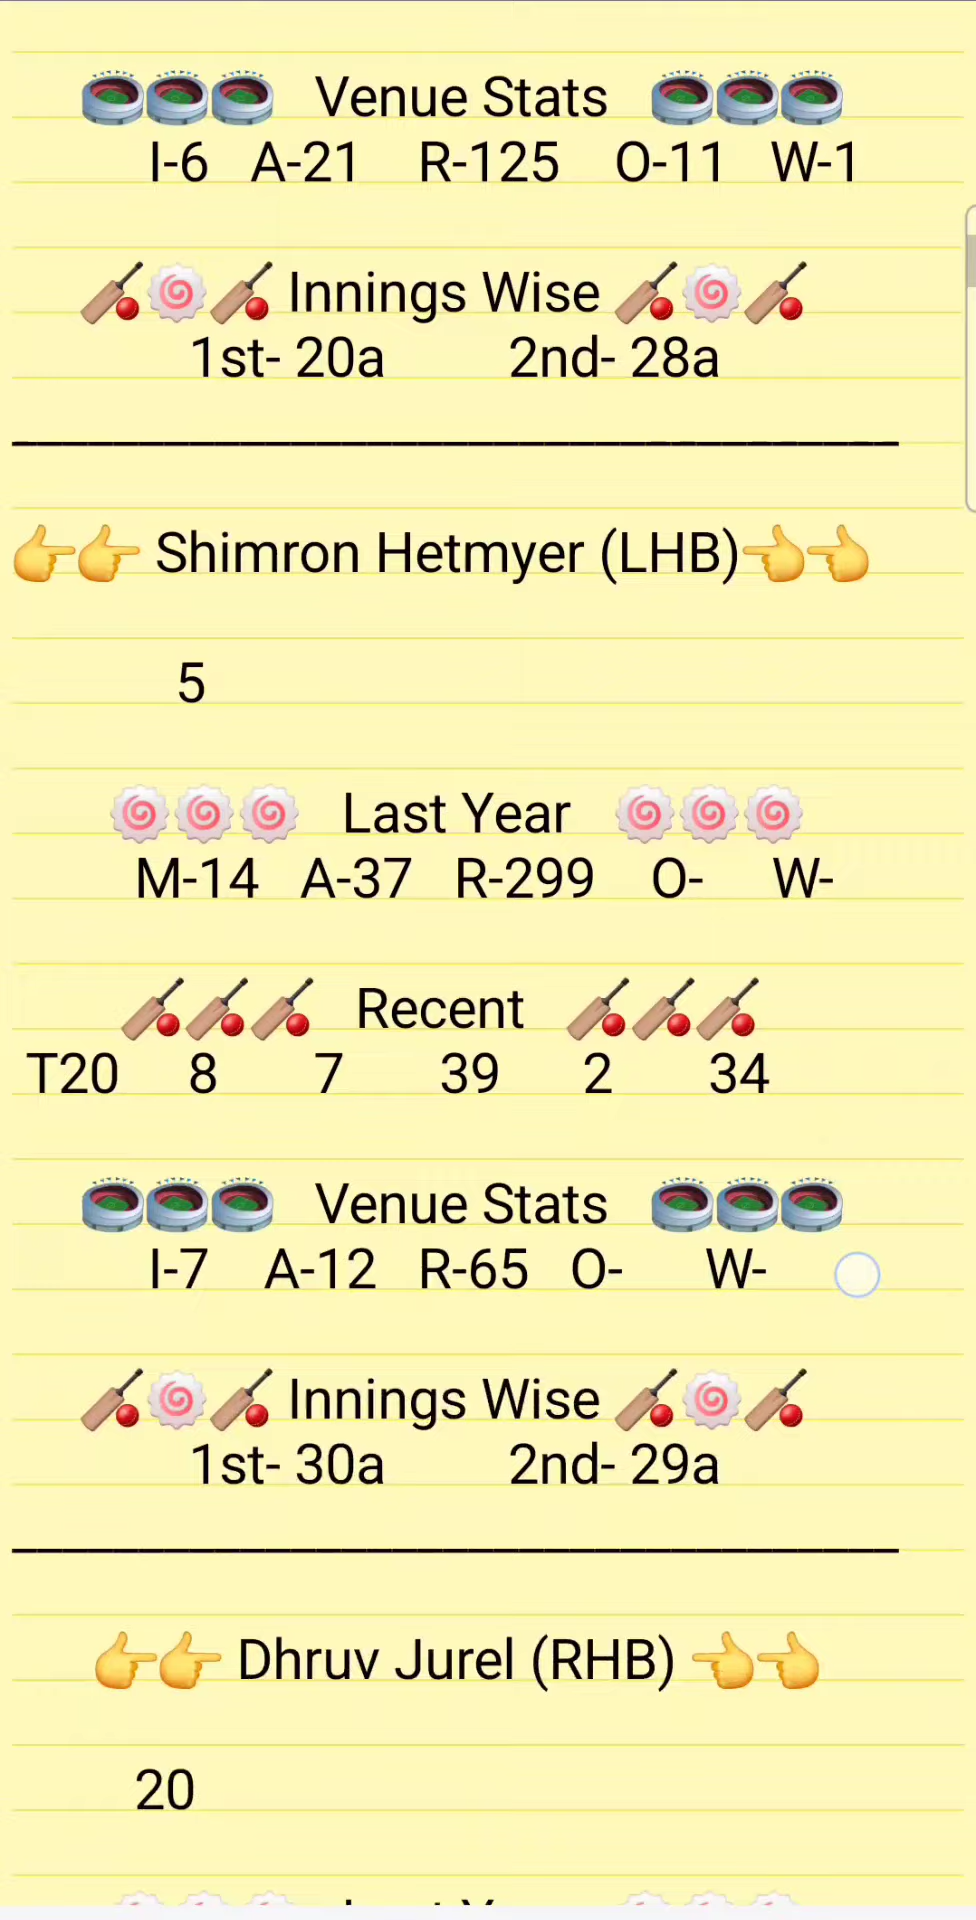 Venue Stats
I-6 A-21 R-125 O-11 W-1
Innings Wise
1st- 20a 2nd- 28a
___________________________________
Shimron Hetmyer (LHB)
5
Last Year
M-14 A-37 R-299 O- W-
Recent
T20 8 7 39 2 34
Venue Stats
I-7 A-12 R-65 O- W-
Innings Wise
1st- 30a 2nd- 29a
___________________________________
Dhruv Jurel (RHB)
20